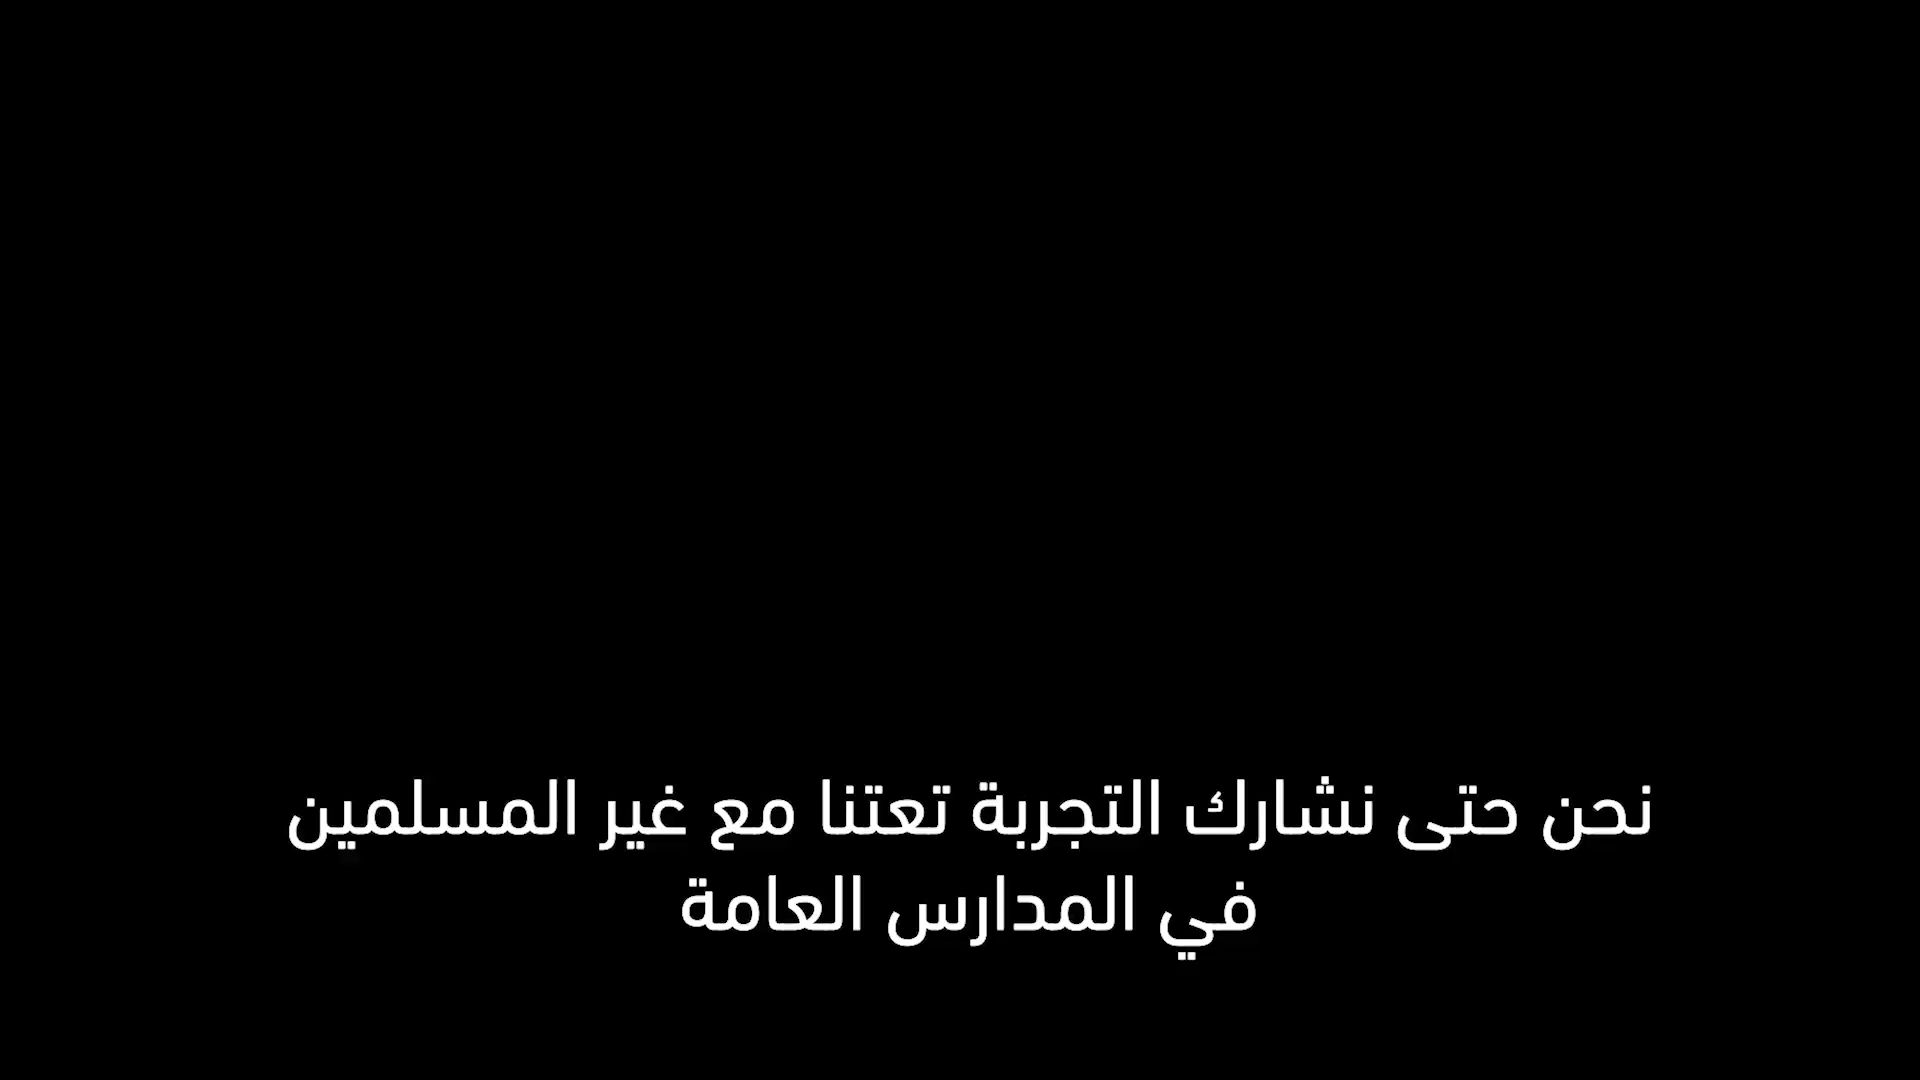 نحن حتى نشارك التجربة تعتنا مع غير المسلمين
في المدارس العامة